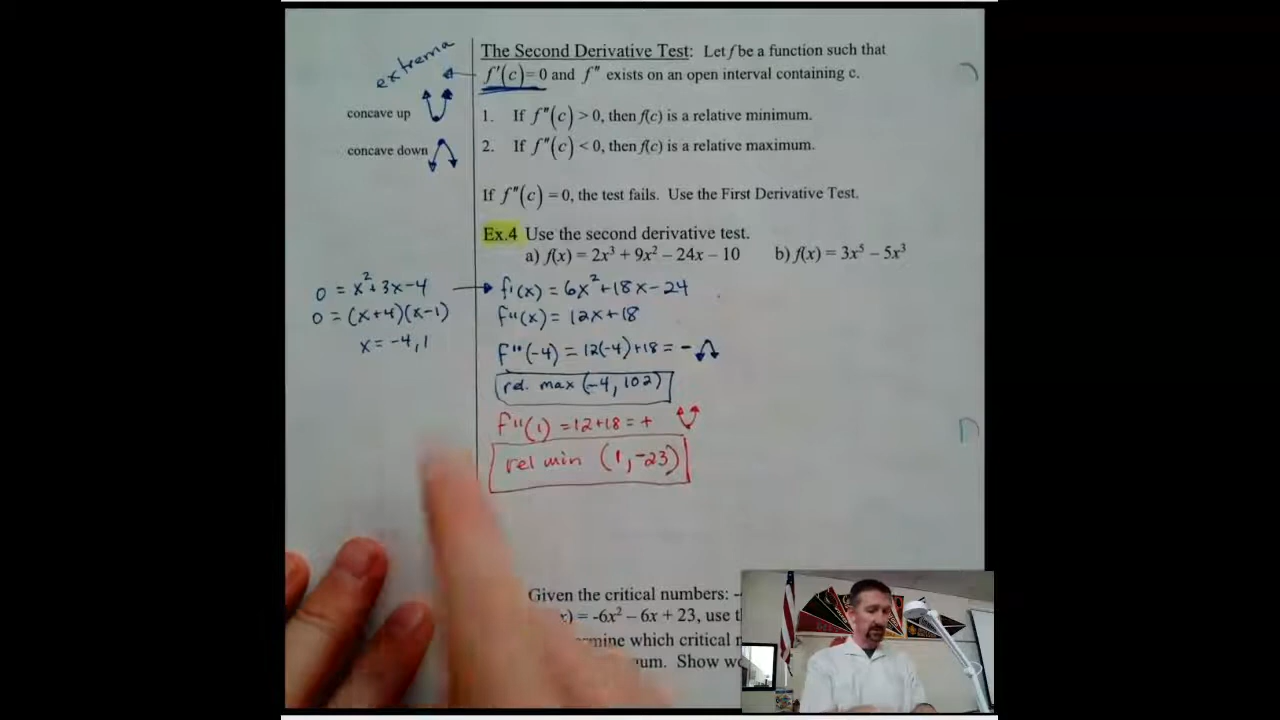 extrema
The Second Derivative Test: Let f be a function such that
f'(c) = 0 and f" exists on an open interval containing c.
concave up
1. If f"(c) > 0, then f(c) is a relative minimum.
concave down
2. If f"(c) < 0, then f(c) is a relative maximum.
If f"(c) = 0, the test fails. Use the First Derivative Test.
Ex.4 Use the second derivative test.
a) f(x) = 2x³ + 9x² – 24x – 10 b) f(x) = 3x⁵ – 5x³
0 = x²+3x-4
0 = (x+4)(x-1)
x = -4, 1
f'(x) = 6x²+18x-24
f"(x) = 12x+18
f"(-4) = 12(-4)+18 = -
rel. max (-4, 102)
f"(1) = 12+18 = +
rel min (1, -23)
Given the critical numbers: -
x) = -6x² – 6x + 23, use t
rmine which critical
um. Show w